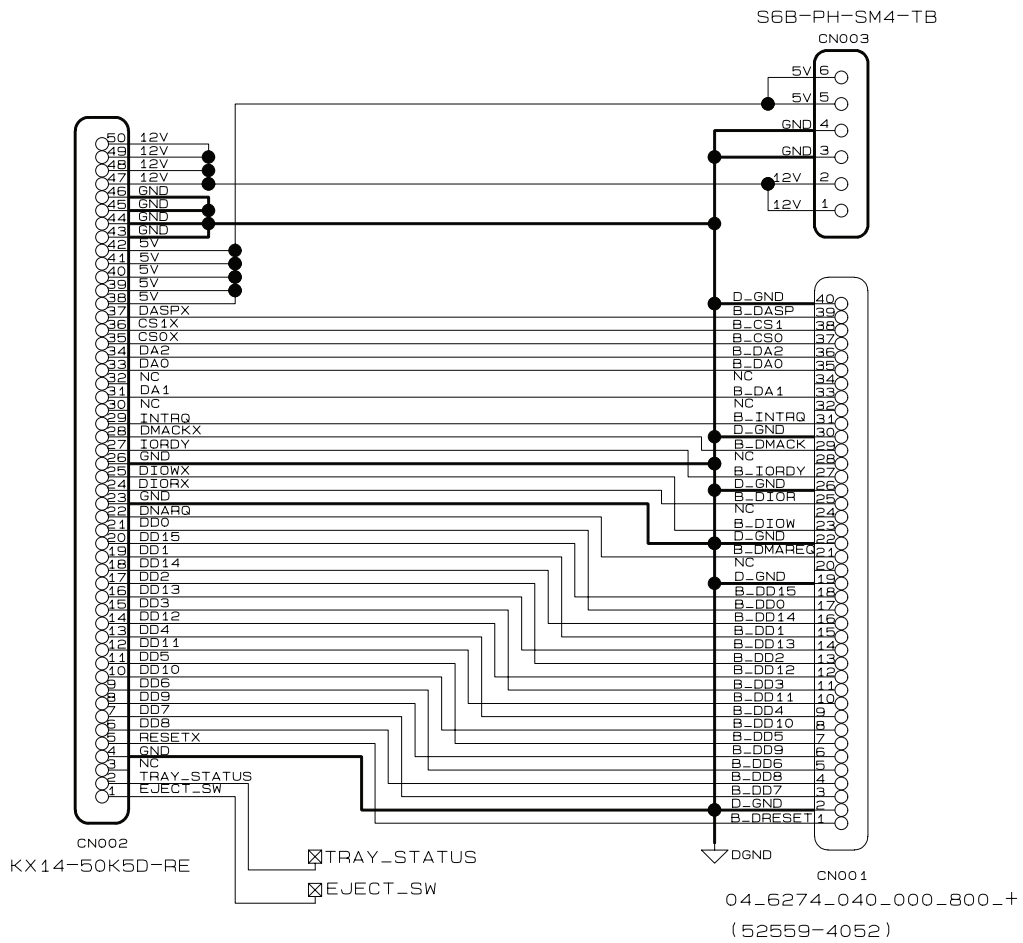 S6B-PH-SM4-TB
CN003
5V 6
5V 5
GND 4
GND 3
12V 2
12V 1
50 12V
49 12V
48 12V
47 12V
46 GND
45 GND
44 GND
43 GND
42 5V
41 5V
40 5V
39 5V
38 5V
37 DASPX
36 CS1X
35 CS0X
34 DA2
33 DA0
32 NC
31 DA1
30 NC
29 INTRQ
28 DMACKX
27 IORDY
26 GND
25 DIOWX
24 DIORX
23 GND
22 DNARQ
21 DD0
20 DD15
19 DD1
18 DD14
17 DD2
16 DD13
15 DD3
14 DD12
13 DD4
12 DD11
11 DD5
10 DD10
9 DD6
8 DD9
7 DD7
6 DD8
5 RESETX
4 GND
3 NC
2 TRAY_STATUS
1 EJECT_SW
CN002
KX14-50K5D-RE
TRAY_STATUS
EJECT_SW
D_GND 40
B_DASP 39
B_CS1 38
B_CS0 37
B_DA2 36
B_DA0 35
NC 34
B_DA1 33
NC 32
B_INTRQ 31
D_GND 30
B_DMACK 29
NC 28
B_IORDY 27
D_GND 26
B_DIOR 25
NC 24
B_DIOW 23
D_GND 22
B_DMAREQ 21
NC 20
D_GND 19
B_DD15 18
B_DD0 17
B_DD14 16
B_DD1 15
B_DD13 14
B_DD2 13
B_DD12 12
B_DD3 11
B_DD11 10
B_DD4 9
B_DD10 8
B_DD5 7
B_DD9 6
B_DD6 5
B_DD8 4
B_DD7 3
D_GND 2
B_DRESET 1
DGND
CN001
04_6274_040_000_800_+
(52559-4052)